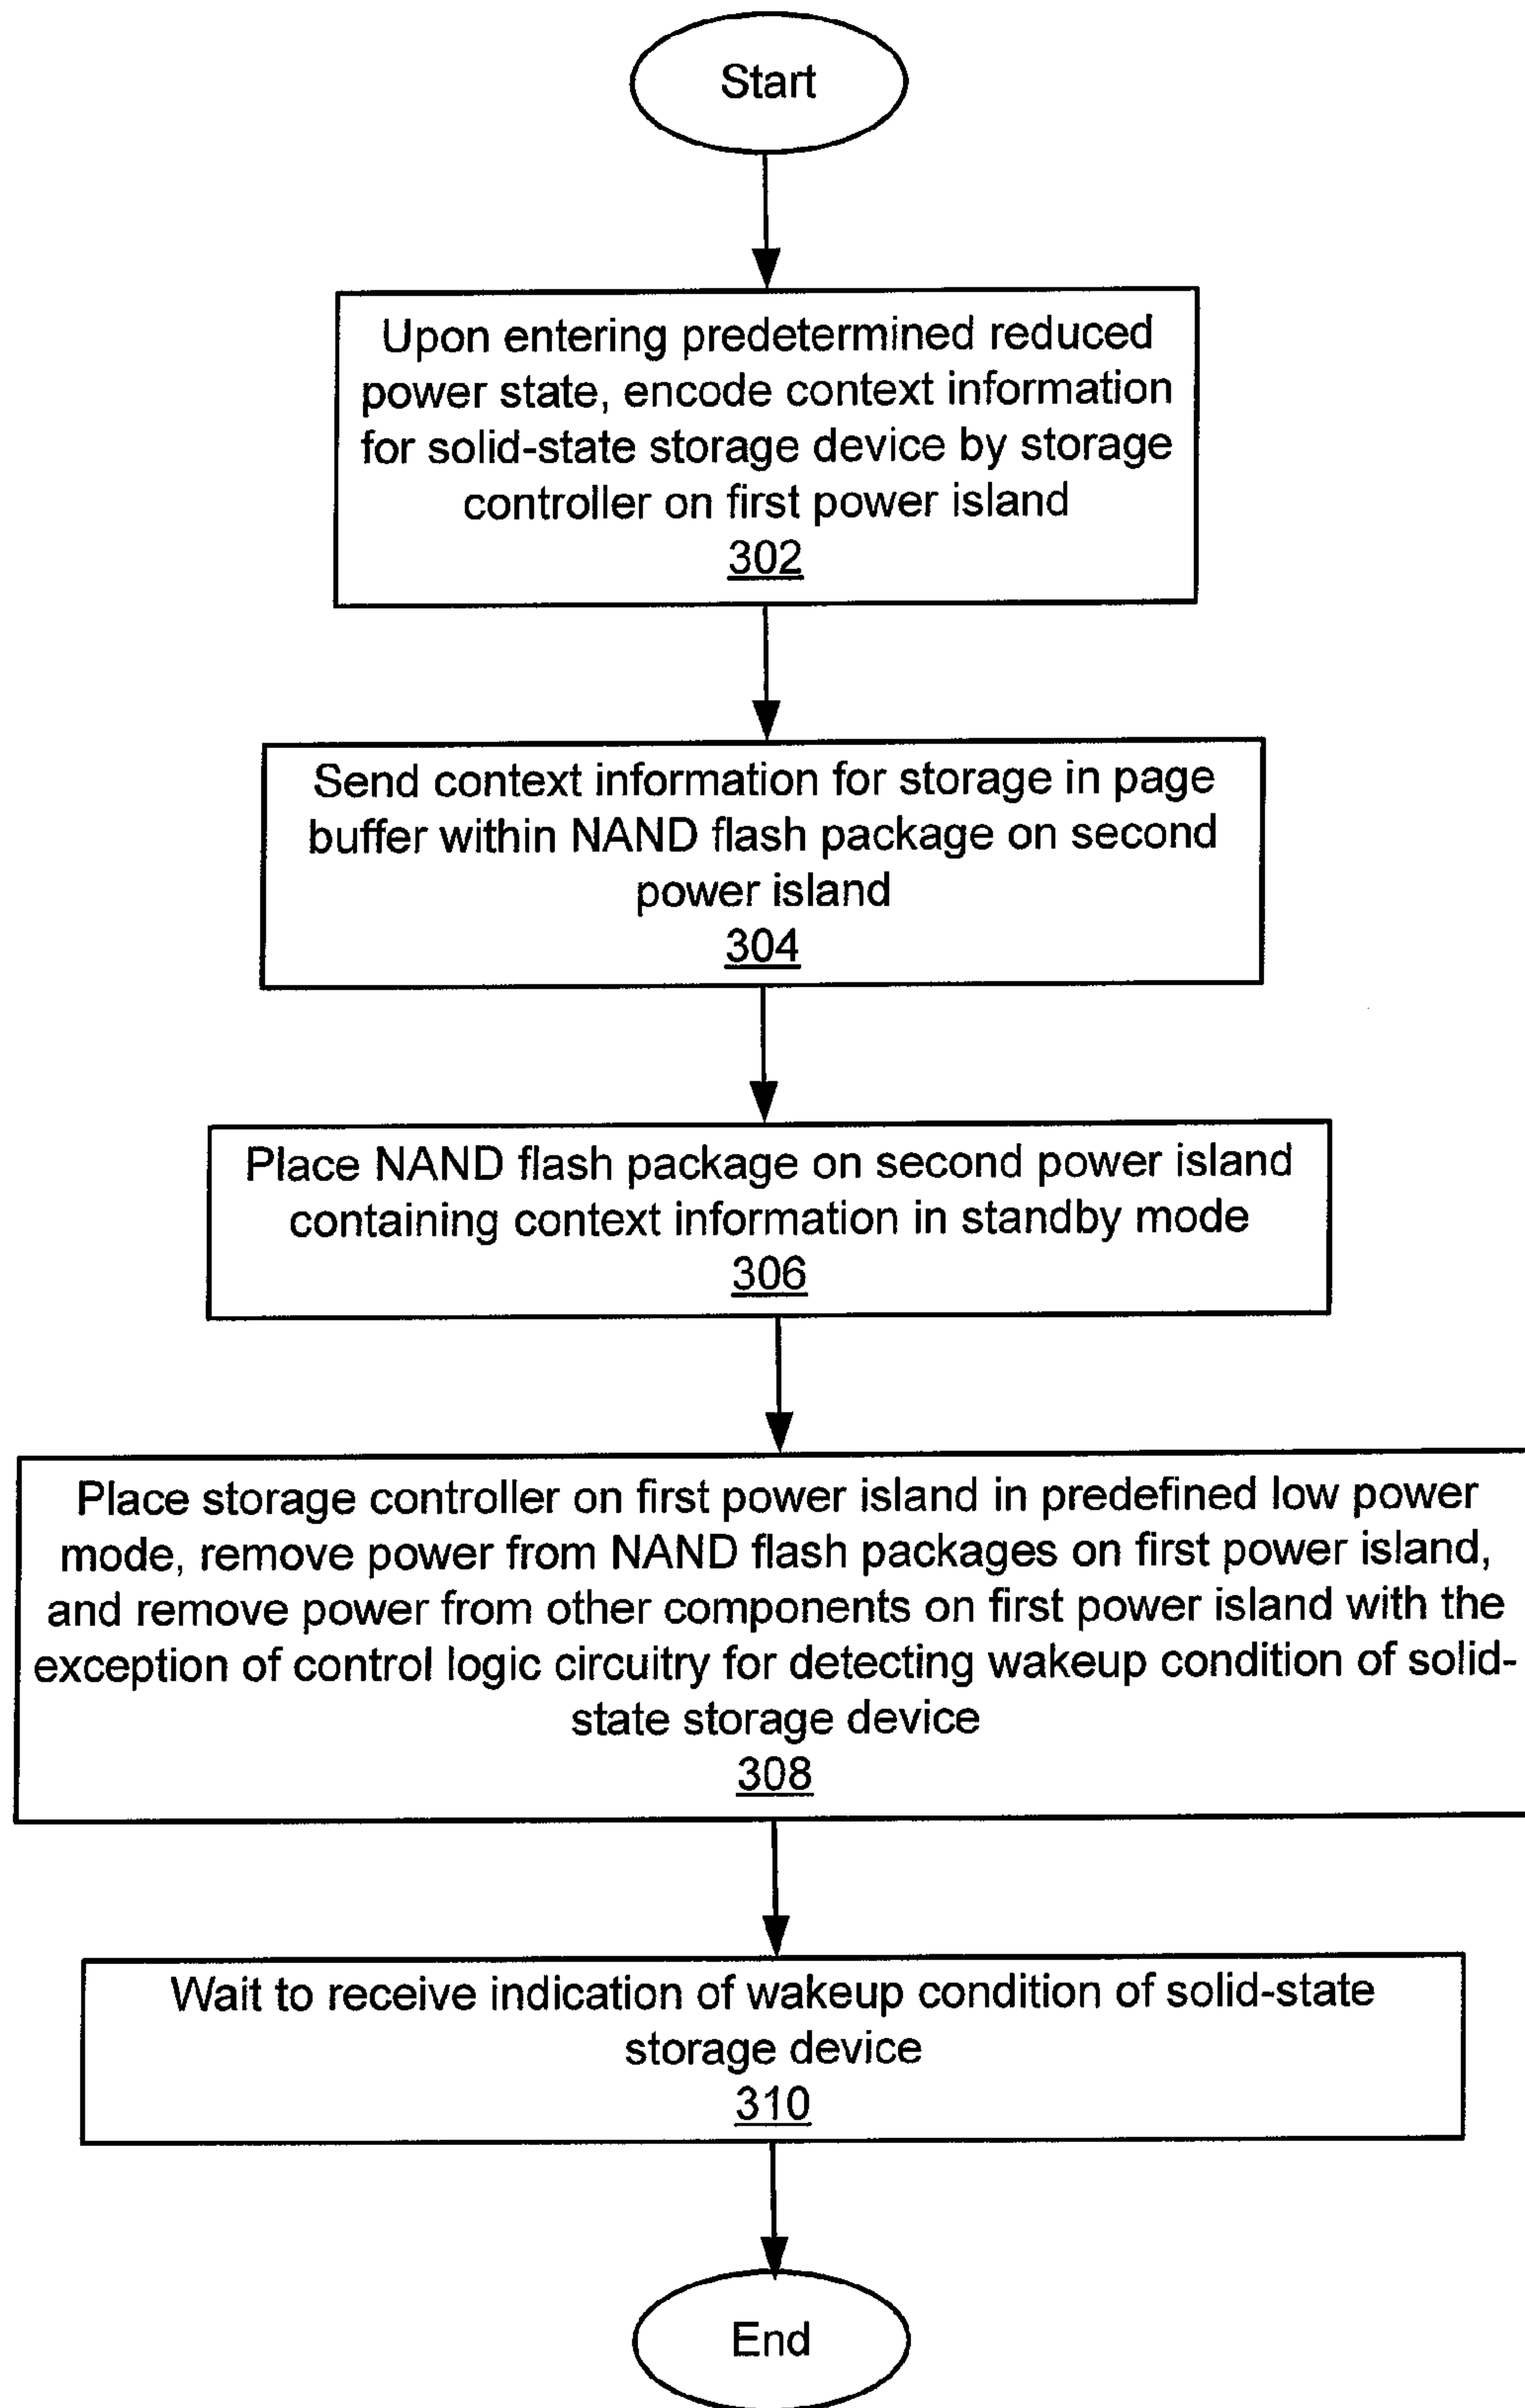 Start
Upon entering predetermined reduced
power state, encode context information
for solid-state storage device by storage
controller on first power island
302
Send context information for storage in page
buffer within NAND flash package on second
power island
304
Place NAND flash package on second power island
containing context information in standby mode
306
Place storage controller on first power island in predefined low power
mode, remove power from NAND flash packages on first power island,
and remove power from other components on first power island with the
exception of control logic circuitry for detecting wakeup condition of solid-
state storage device
308
Wait to receive indication of wakeup condition of solid-state
storage device
310
End